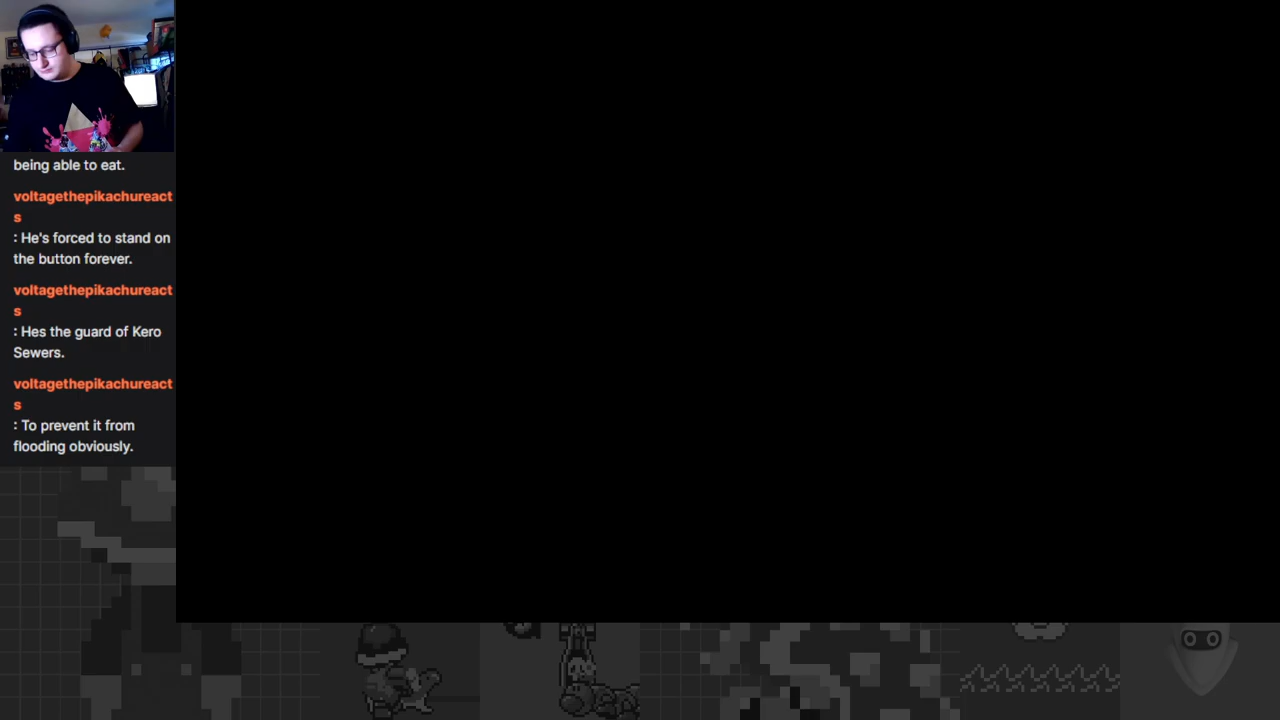 being able to eat.
voltagethepikachureact
s
: He's forced to stand on
the button forever.
voltagethepikachureact
s
: Hes the guard of Kero
Sewers.
voltagethepikachureact
s
: To prevent it from
flooding obviously.